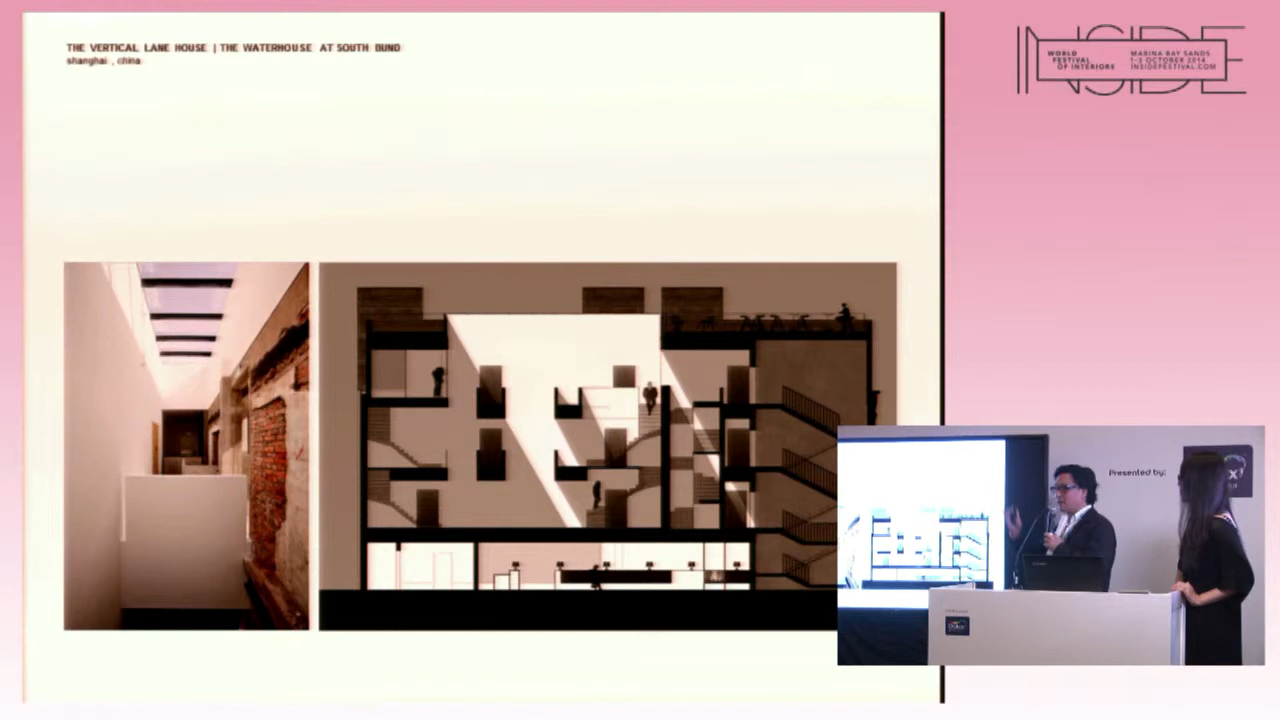 THE VERTICAL LANE HOUSE | THE WATERHOUSE AT SOUTH BUND
shanghai , china
INSIDE
WORLD
FESTIVAL
OF INTERIORS
MARINA BAY SANDS
1-3 OCTOBER 2014
INSIDEFESTIVAL.COM
Presented by: